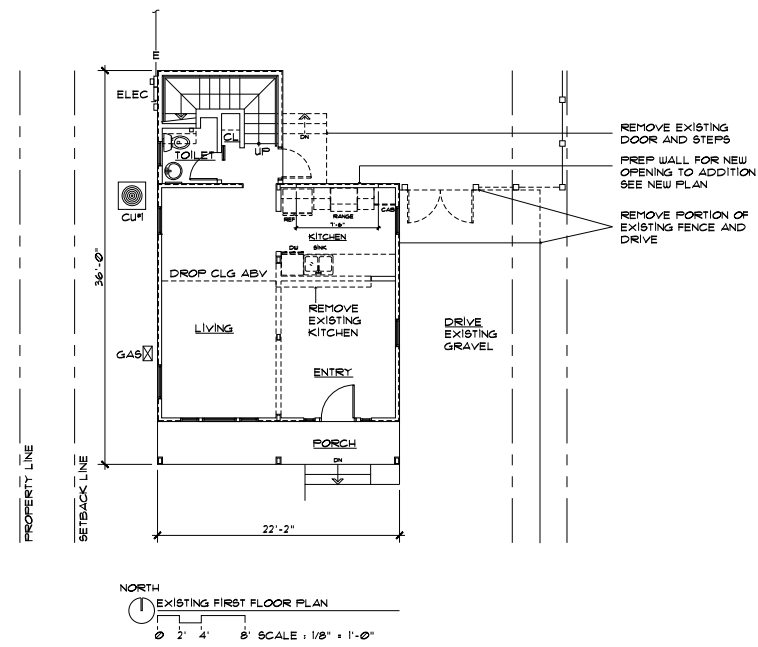 E
ELEC
CL
UP
DN
TOILET
REMOVE EXISTING
DOOR AND STEPS
PREP WALL FOR NEW
OPENING TO ADDITION
SEE NEW PLAN
CU#1
REF
RANGE
CAB
7'-8"
KITCHEN
REMOVE PORTION OF
EXISTING FENCE AND
DRIVE
DW
SINK
36'-0"
DROP CLG ABV
REMOVE
EXISTING
KITCHEN
LIVING
DRIVE
EXISTING
GRAVEL
GAS
ENTRY
PORCH
DN
PROPERTY LINE
SETBACK LINE
22'-2"
NORTH
EXISTING FIRST FLOOR PLAN
0 2' 4' 8' SCALE : 1/8" = 1'-0"